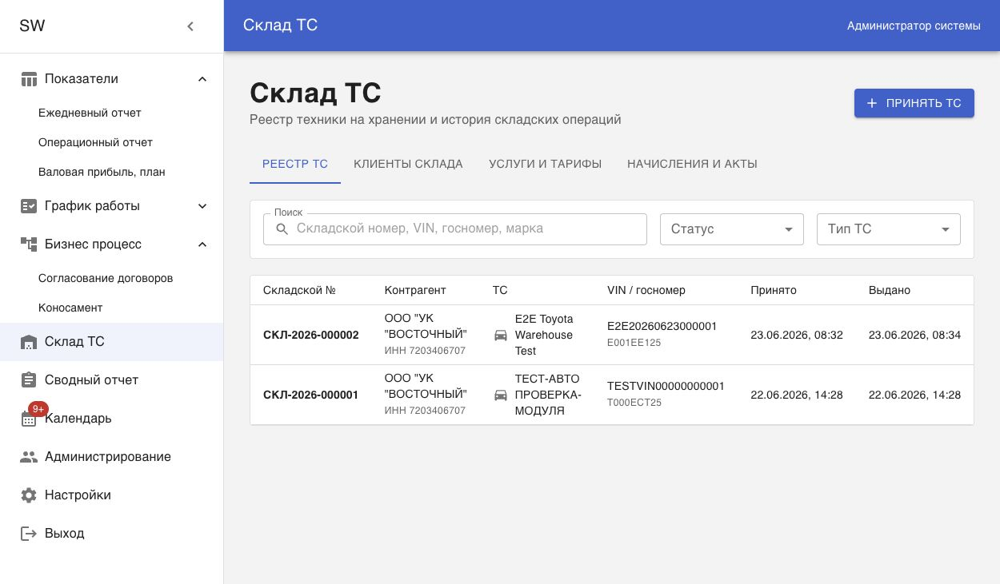 SW
Склад ТС
Администратор системы
Показатели
Ежедневный отчет
Операционный отчет
Валовая прибыль, план
График работы
Бизнес процесс
Согласование договоров
Коносамент
Склад ТС
Сводный отчет
9+
Календарь
Администрирование
Настройки
Выход
Склад ТС
Реестр техники на хранении и история складских операций
ПРИНЯТЬ ТС
РЕЕСТР ТС КЛИЕНТЫ СКЛАДА УСЛУГИ И ТАРИФЫ НАЧИСЛЕНИЯ И АКТЫ
Поиск
Складской номер, VIN, госномер, марка
Статус
Тип ТС
Складской № Контрагент ТС VIN / госномер Принято Выдано
СКЛ-2026-000002
ООО "УК
"ВОСТОЧНЫЙ"
ИНН 7203406707
E2E Toyota
Warehouse
Test
E2E20260623000001
E001EE125
23.06.2026, 08:32
23.06.2026, 08:34
СКЛ-2026-000001
ООО "УК
"ВОСТОЧНЫЙ"
ИНН 7203406707
ТЕСТ-АВТО
ПРОВЕРКА-
МОДУЛЯ
TESTVIN00000000001
T000ECT25
22.06.2026, 14:28
22.06.2026, 14:28